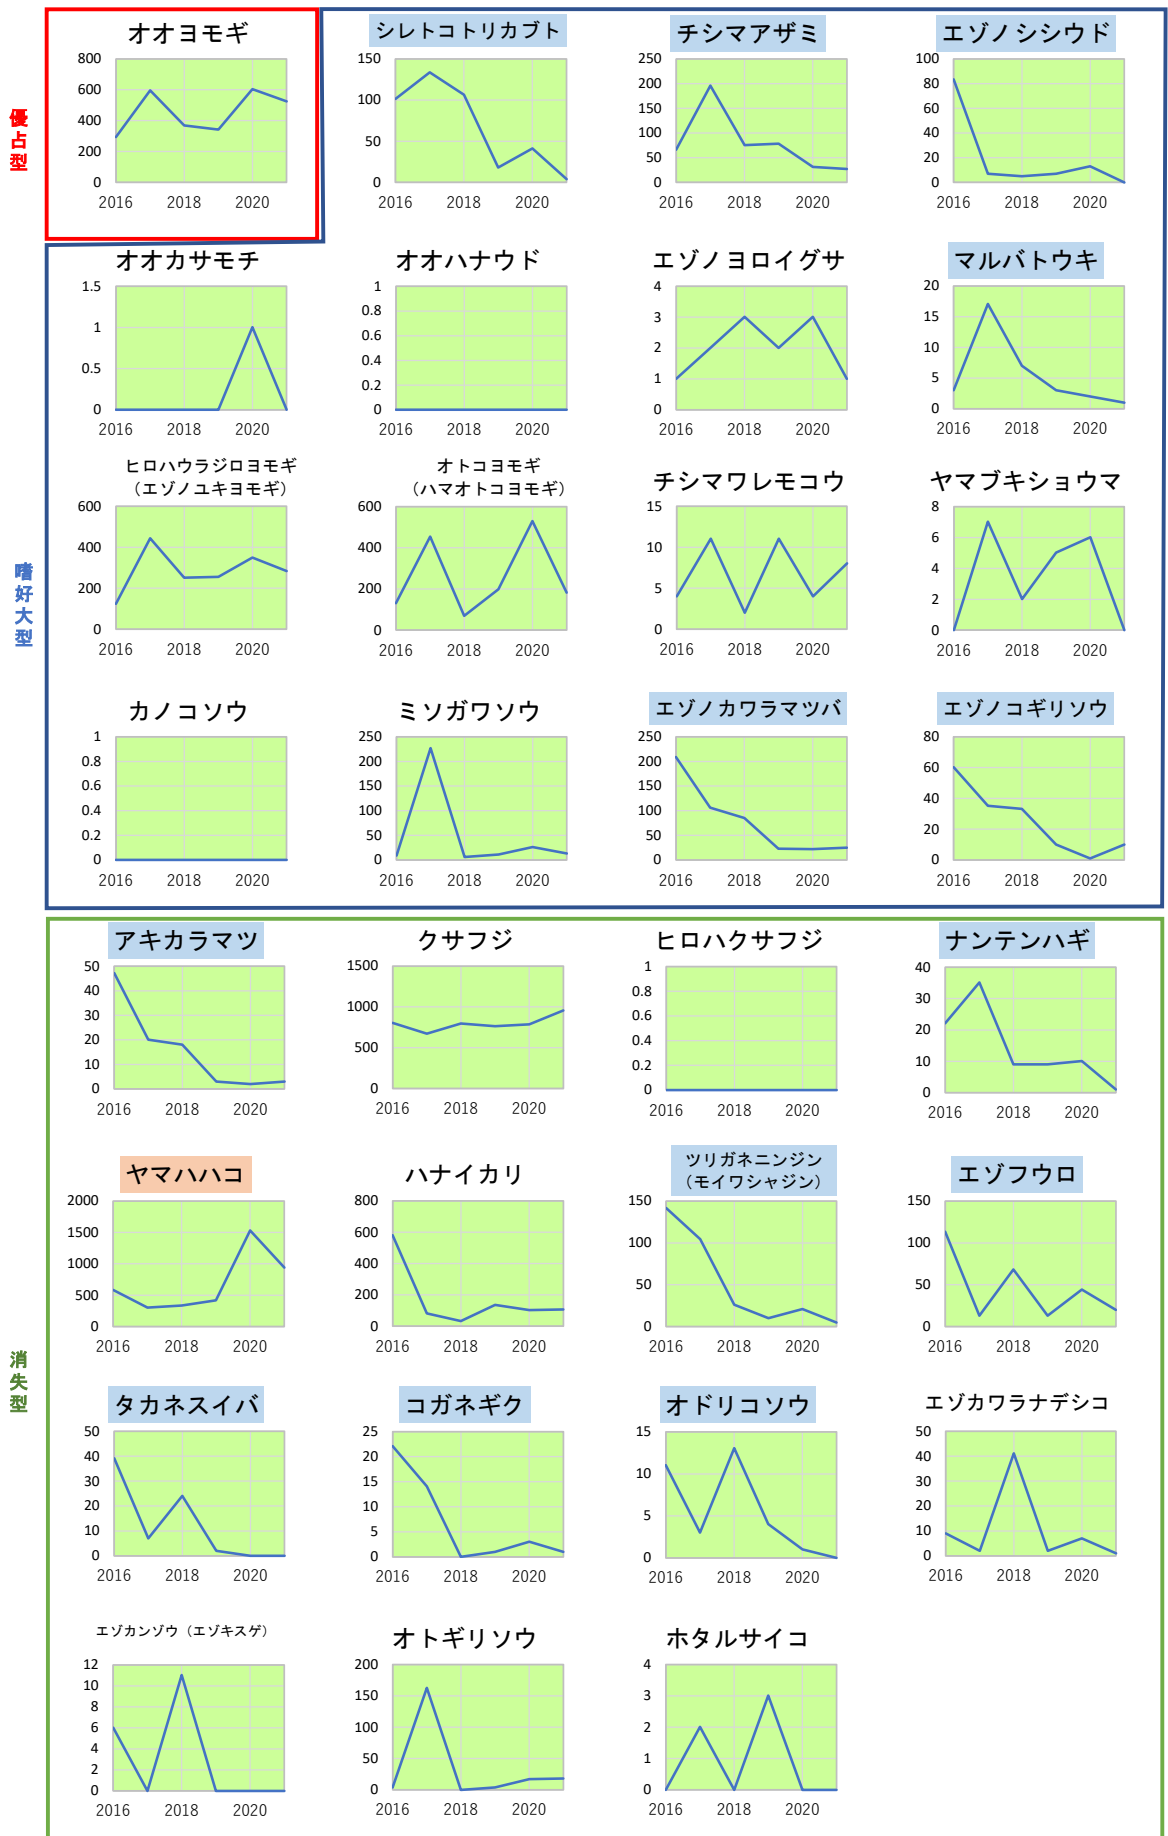 優占型
オオヨモギ
800
600
400
200
0
2016 2018 2020
シレトコトリカブト
150
100
50
0
2016 2018 2020
チシマアザミ
250
200
150
100
50
0
2016 2018 2020
エゾノシシウド
100
80
60
40
20
0
2016 2018 2020
嗜好大型
オオカサモチ
1.5
1
0.5
0
2016 2018 2020
オオハナウド
1
0.8
0.6
0.4
0.2
0
2016 2018 2020
エゾノヨロイグサ
4
3
2
1
0
2016 2018 2020
マルバトウキ
20
15
10
5
0
2016 2018 2020
ヒロハウラジロヨモギ
（エゾノユキヨモギ）
600
400
200
0
2016 2018 2020
オトコヨモギ
（ハマオトコヨモギ）
600
400
200
0
2016 2018 2020
チシマワレモコウ
15
10
5
0
2016 2018 2020
ヤマブキショウマ
8
6
4
2
0
2016 2018 2020
カノコソウ
1
0.8
0.6
0.4
0.2
0
2016 2018 2020
ミソガワソウ
250
200
150
100
50
0
2016 2018 2020
エゾノカワラマツバ
250
200
150
100
50
0
2016 2018 2020
エゾノコギリソウ
80
60
40
20
0
2016 2018 2020
消失型
アキカラマツ
50
40
30
20
10
0
2016 2018 2020
クサフジ
1500
1000
500
0
2016 2018 2020
ヒロハクサフジ
1
0.8
0.6
0.4
0.2
0
2016 2018 2020
ナンテンハギ
40
30
20
10
0
2016 2018 2020
ヤマハハコ
2000
1500
1000
500
0
2016 2018 2020
ハナイカリ
800
600
400
200
0
2016 2018 2020
ツリガネニンジン
（モイワシャジン）
150
100
50
0
2016 2018 2020
エゾフウロ
150
100
50
0
2016 2018 2020
タカネスイバ
50
40
30
20
10
0
2016 2018 2020
コガネギク
25
20
15
10
5
0
2016 2018 2020
オドリコソウ
15
10
5
0
2016 2018 2020
エゾカワラナデシコ
50
40
30
20
10
0
2016 2018 2020
エゾカンゾウ（エゾキスゲ）
12
10
8
6
4
2
0
2016 2018 2020
オトギリソウ
200
150
100
50
0
2016 2018 2020
ホタルサイコ
4
3
2
1
0
2016 2018 2020